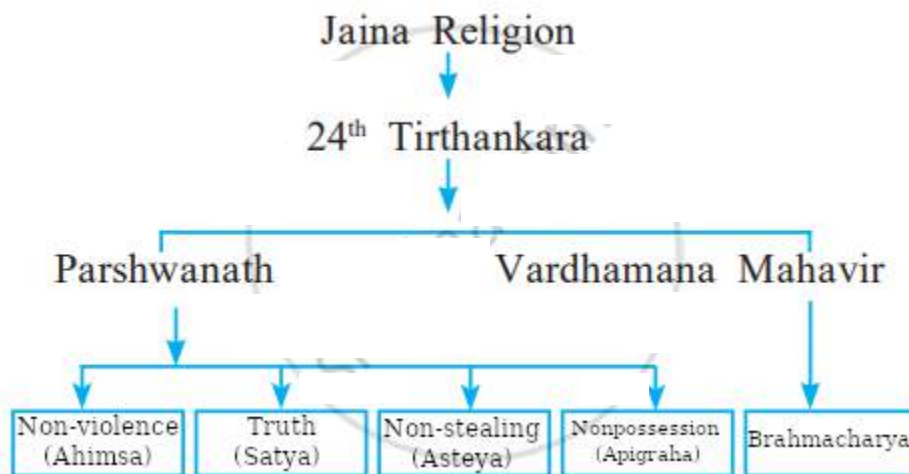 Jaina Religion
24th Tirthankara
Parshwanath
Vardhamana Mahavir
Non-violence
(Ahimsa)
Truth
(Satya)
Non-stealing
(Asteya)
Nonpossession
(Apigraha)
Brahmacharya